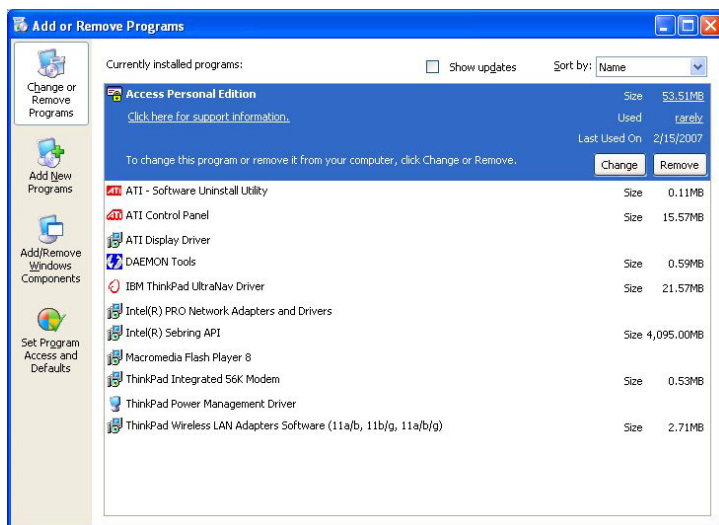 Add or Remove Programs
Change or
Remove
Programs
Add New
Programs
Add/Remove
Windows
Components
Set Program
Access and
Defaults
Currently installed programs:
Show updates
Sort by: Name
Access Personal Edition
Size 53.51MB
Click here for support information.
Used rarely
Last Used On 2/15/2007
To change this program or remove it from your computer, click Change or Remove.
Change Remove
ATI - Software Uninstall Utility Size 0.11MB
ATI Control Panel Size 15.57MB
ATI Display Driver
DAEMON Tools Size 0.59MB
IBM ThinkPad UltraNav Driver Size 21.57MB
Intel(R) PRO Network Adapters and Drivers
Intel(R) Sebring API Size 4,095.00MB
Macromedia Flash Player 8
ThinkPad Integrated 56K Modem Size 0.53MB
ThinkPad Power Management Driver
ThinkPad Wireless LAN Adapters Software (11a/b, 11b/g, 11a/b/g) Size 2.71MB